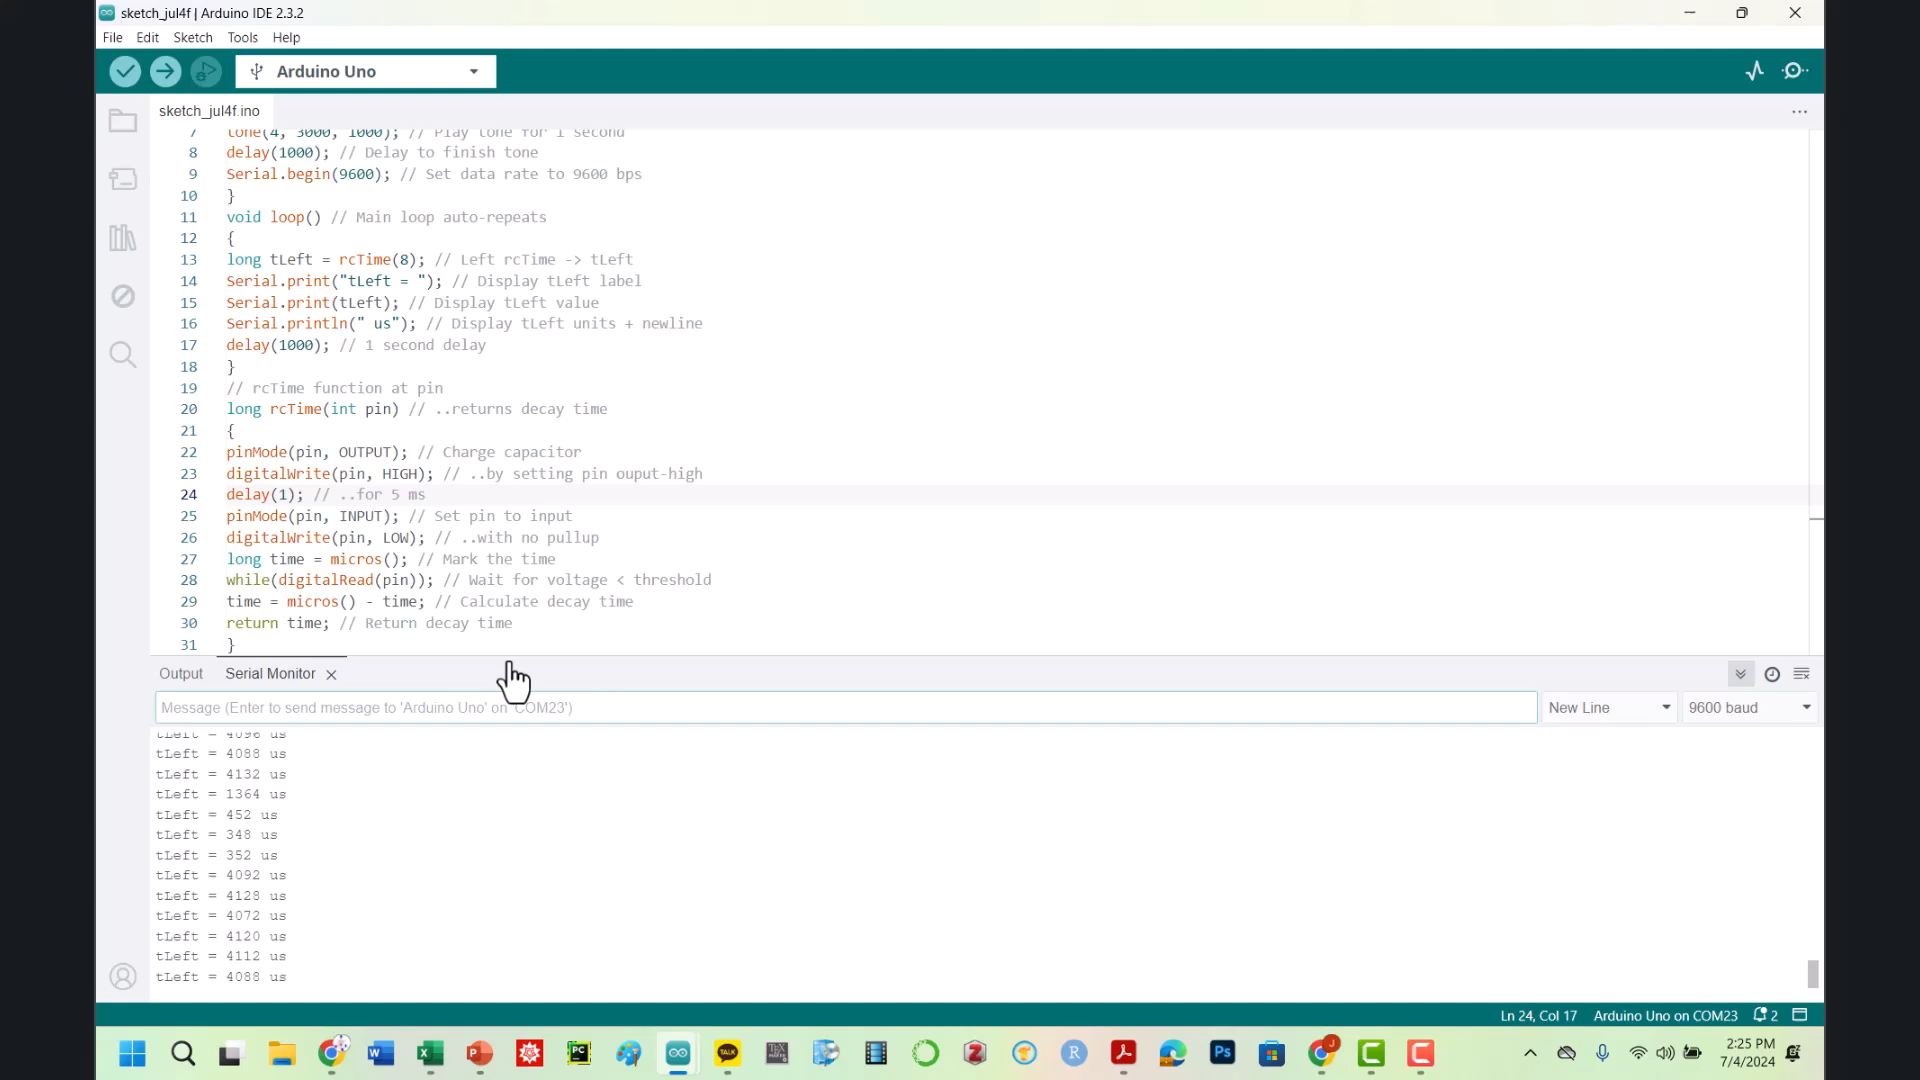 sketch_jul4f | Arduino IDE 2.3.2
File Edit Sketch Tools Help
Arduino Uno
sketch_jul4f.ino
7 tone(4, 3000, 1000); // Play tone for 1 second
8 delay(1000); // Delay to finish tone
9 Serial.begin(9600); // Set data rate to 9600 bps
10 }
11 void loop() // Main loop auto-repeats
12 {
13 long tLeft = rcTime(8); // Left rcTime -> tLeft
14 Serial.print("tLeft = "); // Display tLeft label
15 Serial.print(tLeft); // Display tLeft value
16 Serial.println(" us"); // Display tLeft units + newline
17 delay(1000); // 1 second delay
18 }
19 // rcTime function at pin
20 long rcTime(int pin) // ..returns decay time
21 {
22 pinMode(pin, OUTPUT); // Charge capacitor
23 digitalWrite(pin, HIGH); // ..by setting pin ouput-high
24 delay(1); // ..for 5 ms
25 pinMode(pin, INPUT); // Set pin to input
26 digitalWrite(pin, LOW); // ..with no pullup
27 long time = micros(); // Mark the time
28 while(digitalRead(pin)); // Wait for voltage < threshold
29 time = micros() - time; // Calculate decay time
30 return time; // Return decay time
31 }
Output Serial Monitor
Message (Enter to send message to 'Arduino Uno' on 'COM23') New Line 9600 baud
tLeft = 4096 us
tLeft = 4088 us
tLeft = 4132 us
tLeft = 1364 us
tLeft = 452 us
tLeft = 348 us
tLeft = 352 us
tLeft = 4092 us
tLeft = 4128 us
tLeft = 4072 us
tLeft = 4120 us
tLeft = 4112 us
tLeft = 4088 us
Ln 24, Col 17 Arduino Uno on COM23 2
W X P PC TALK TEX Z R Ps J C C
2:25 PM
7/4/2024